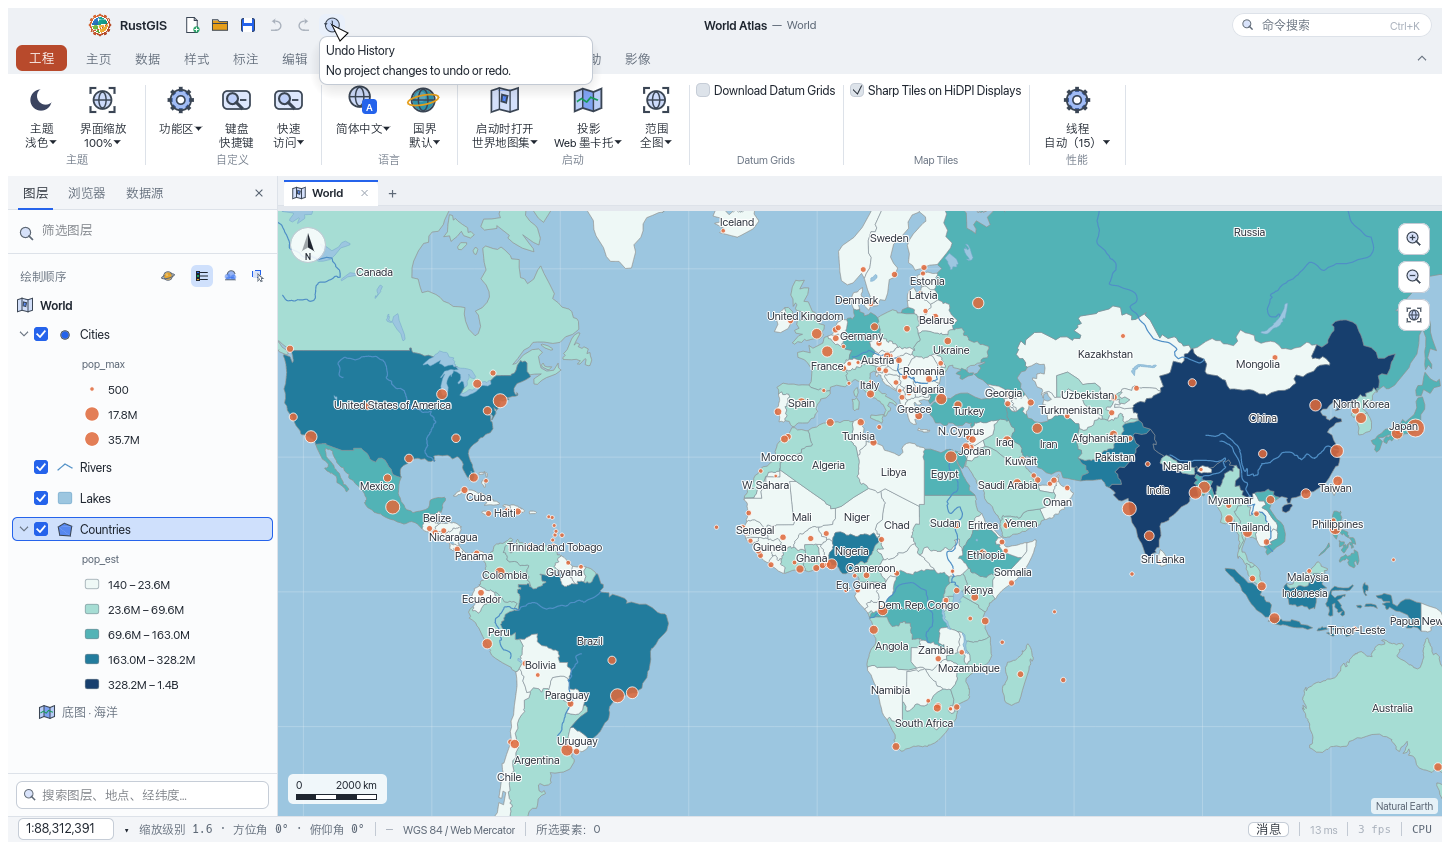 RustGIS
World Atlas — World
命令搜索
Ctrl+K
工程
主页
数据
样式
标注
编辑
助
影像
Undo History
No project changes to undo or redo.
主题
浅色
界面缩放
100%
主题
功能区
键盘
快捷键
快速
访问
自定义
简体中文
A
国界
默认
语言
启动时打开
世界地图集
投影
Web 墨卡托
范围
全图
启动
Download Datum Grids
Datum Grids
Sharp Tiles on HiDPI Displays
Map Tiles
线程
自动（15）
性能
图层
浏览器
数据源
World
筛选图层
绘制顺序
World
Cities
pop_max
500
17.8M
35.7M
Rivers
Lakes
Countries
pop_est
140 – 23.6M
23.6M – 69.6M
69.6M – 163.0M
163.0M – 328.2M
328.2M – 1.4B
底图 · 海洋
搜索图层、地点、经纬度...
N
Iceland
Sweden
Russia
Canada
Estonia
Latvia
Denmark
United Kingdom
Belarus
Germany
Ukraine
Kazakhstan
Mongolia
Austria
France
Romania
Italy
Bulgaria
Georgia
Uzbekistan
Spain
Greece
Turkey
Turkmenistan
United States of America
China
North Korea
Japan
Tunisia
N. Cyprus
Iraq
Iran
Afghanistan
Morocco
Algeria
Jordan
Kuwait
Pakistan
Nepal
Libya
Egypt
W. Sahara
Saudi Arabia
India
Taiwan
Mexico
Cuba
Oman
Myanmar
Haiti
Belize
Mali
Niger
Chad
Sudan
Eritrea
Yemen
Thailand
Philippines
Nicaragua
Senegal
Guinea
Trinidad and Tobago
Panama
Ghana
Nigeria
Ethiopia
Sri Lanka
Cameroon
Colombia
Guyana
Somalia
Malaysia
Eq. Guinea
Kenya
Indonesia
Ecuador
Dem. Rep. Congo
Papua New
Peru
Timor-Leste
Brazil
Angola
Zambia
Bolivia
Mozambique
Paraguay
Namibia
Australia
South Africa
Uruguay
Argentina
Chile
0
2000 km
Natural Earth
1:88,312,391
缩放级别 1.6 · 方位角 0° · 俯仰角 0°
— WGS 84 / Web Mercator
所选要素: 0
消息
13 ms
3 fps
CPU